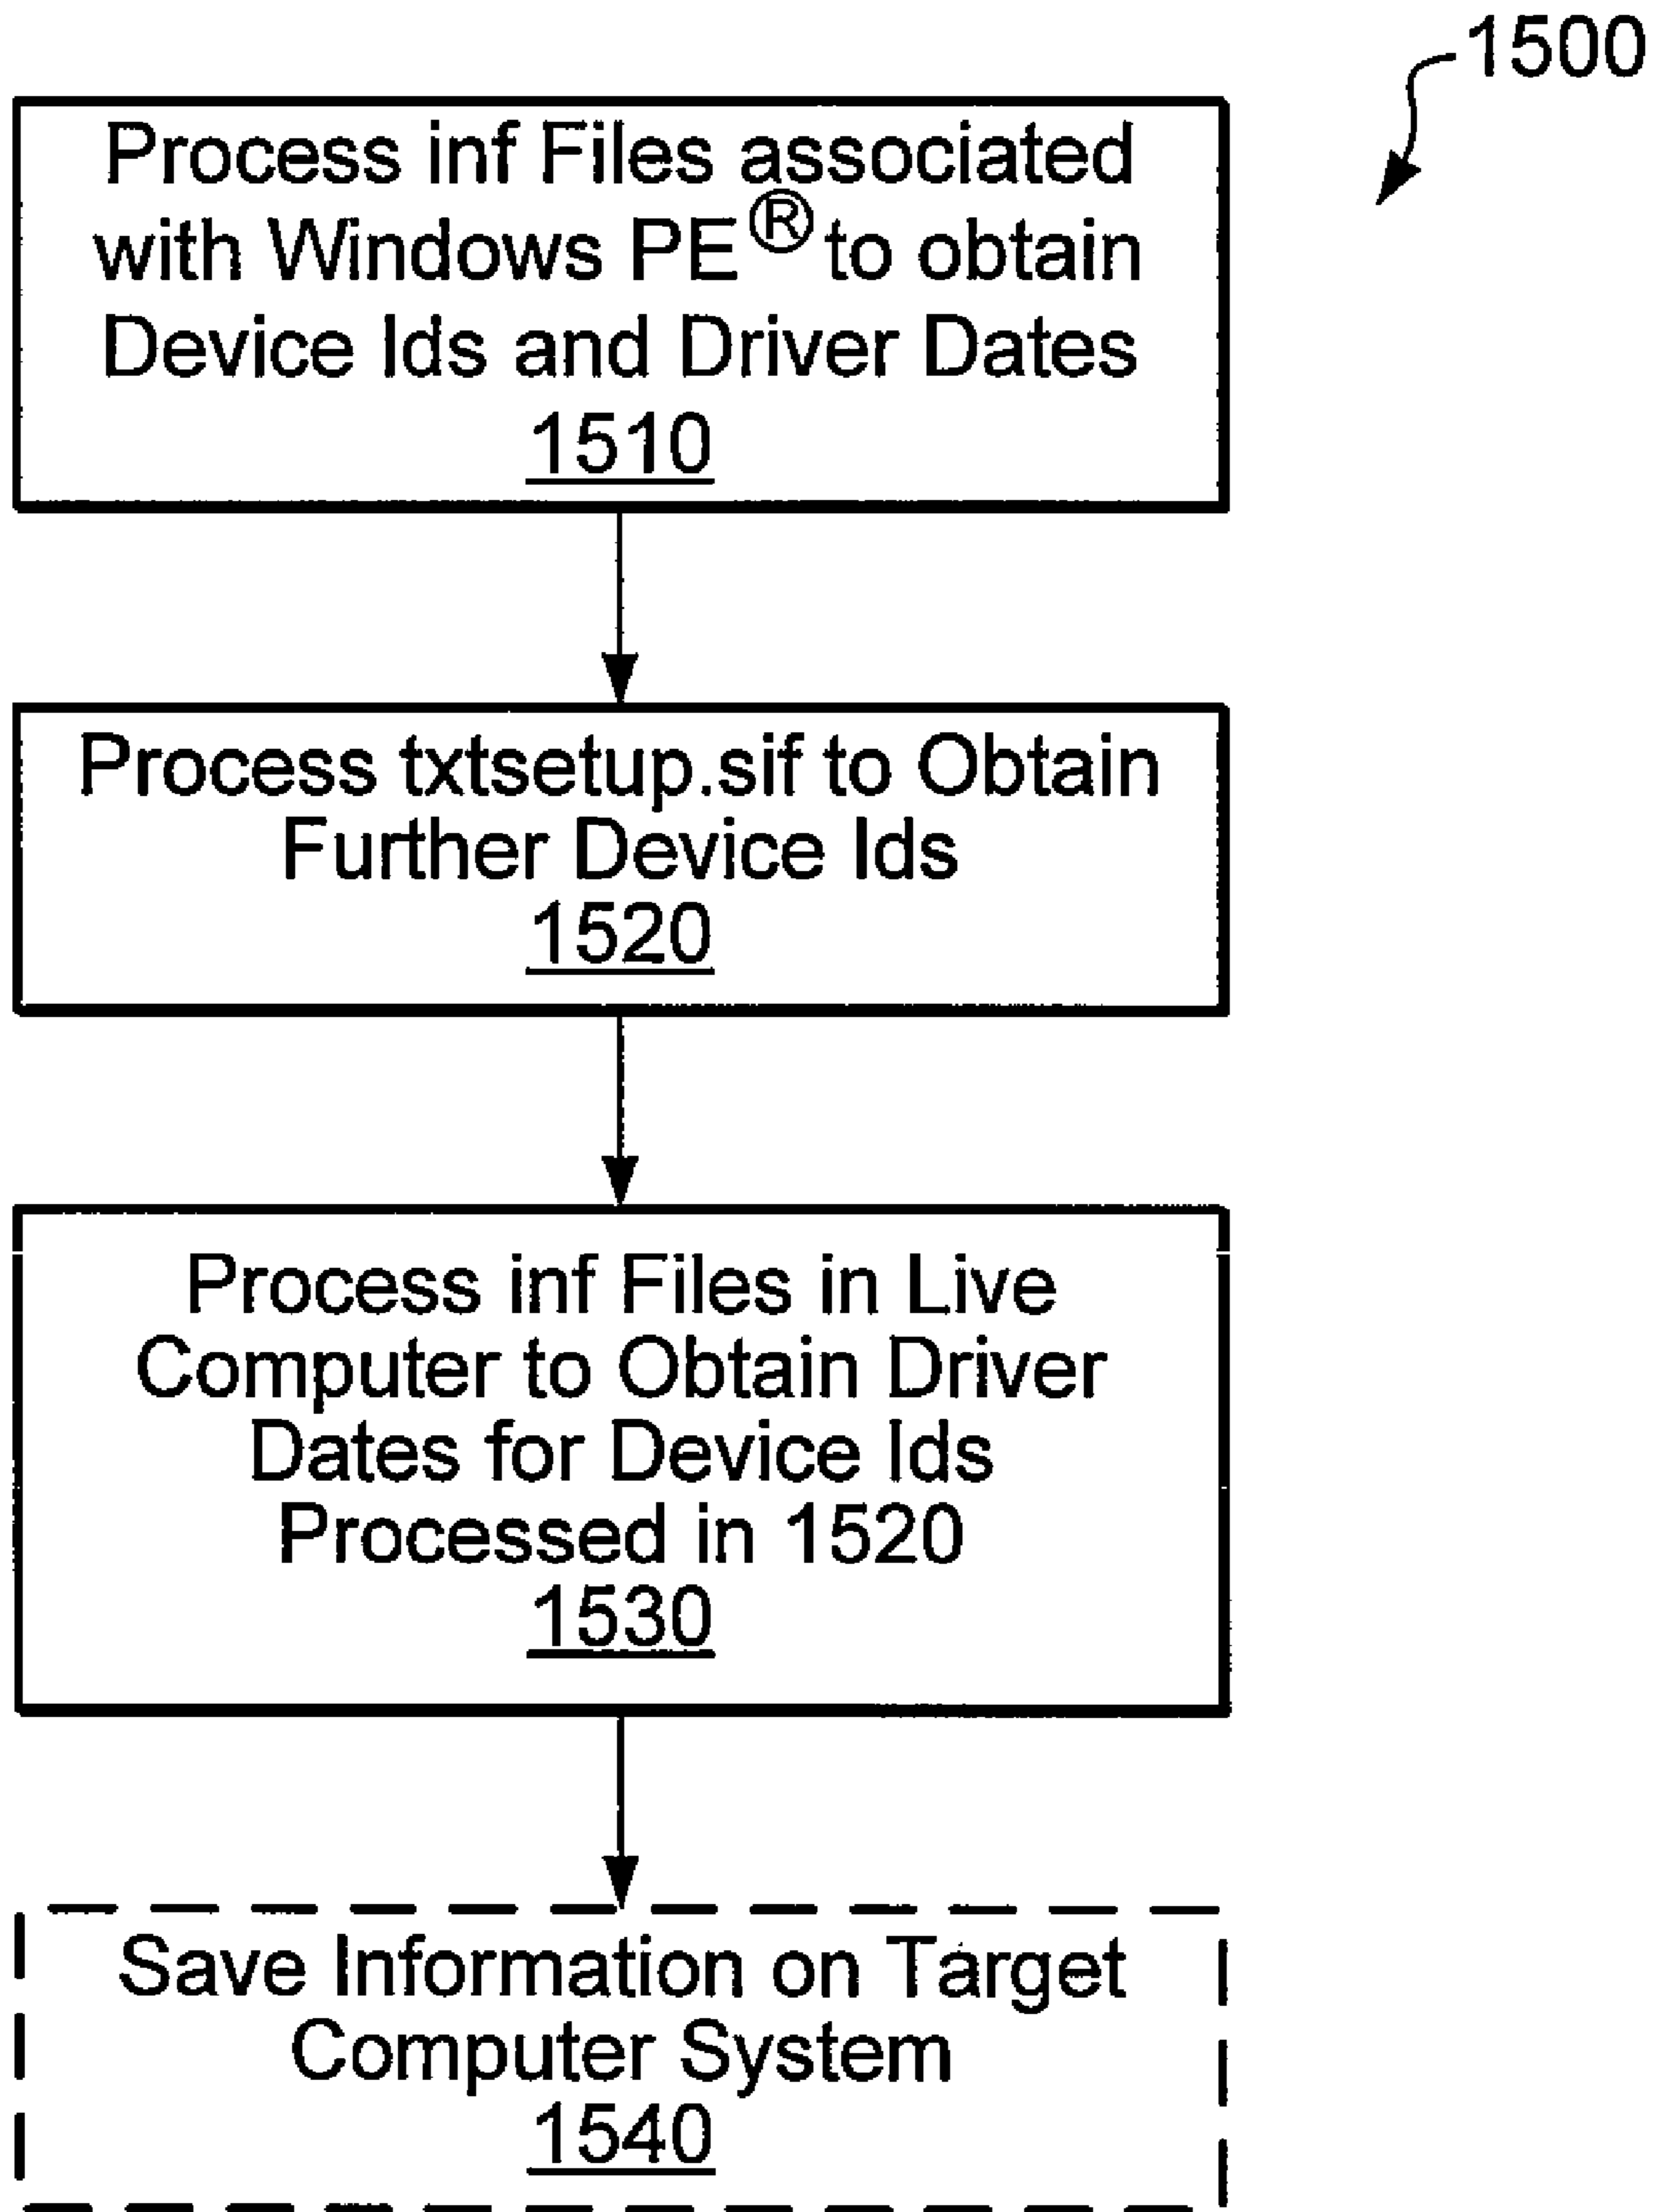 1500
Process inf Files associated
with Windows PE® to obtain
Device Ids and Driver Dates
1510
Process txtsetup.sif to Obtain
Further Device Ids
1520
Process inf Files in Live
Computer to Obtain Driver
Dates for Device Ids
Processed in 1520
1530
Save Information on Target
Computer System
1540